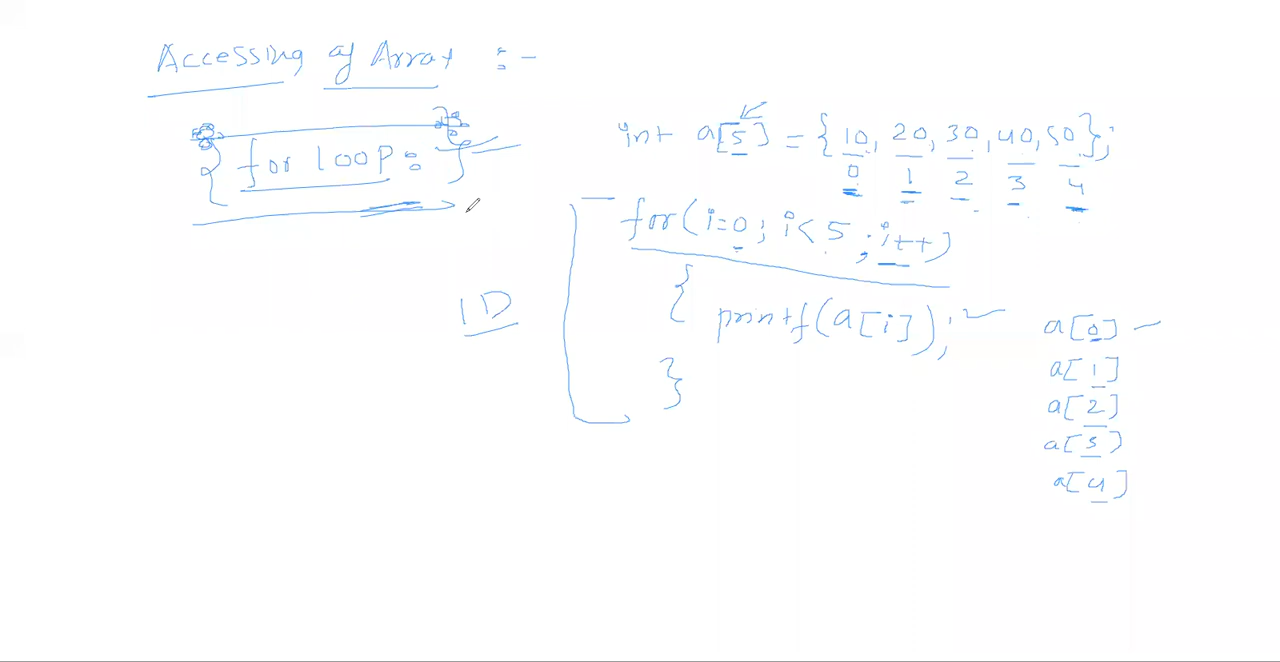 Accessing of Array :-
{ for loop: }
int a[5] = {10, 20, 30, 40, 50};
0 1 2 3 4
for(i=0; i<5; i++)
{
printf(a[i]);
}
1D
a[0]
a[1]
a[2]
a[3]
a[4]